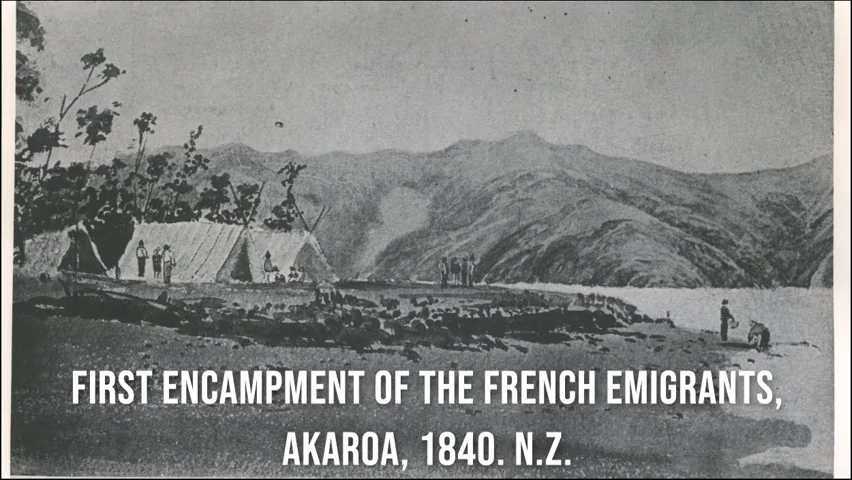 FIRST ENCAMPMENT OF THE FRENCH EMIGRANTS,
AKAROA, 1840. N.Z.